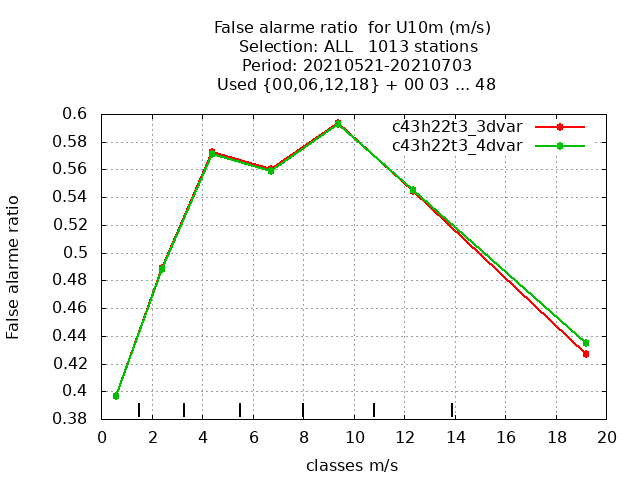 False alarme ratio  for U10m (m/s)
Selection: ALL   1013 stations
Period: 20210521-20210703
Used {00,06,12,18} + 00 03 ... 48
c43h22t3_3dvar
c43h22t3_4dvar
False alarme ratio
0.6
0.58
0.56
0.54
0.52
0.5
0.48
0.46
0.44
0.42
0.4
0.38
0 2 4 6 8 10 12 14 16 18 20
classes m/s